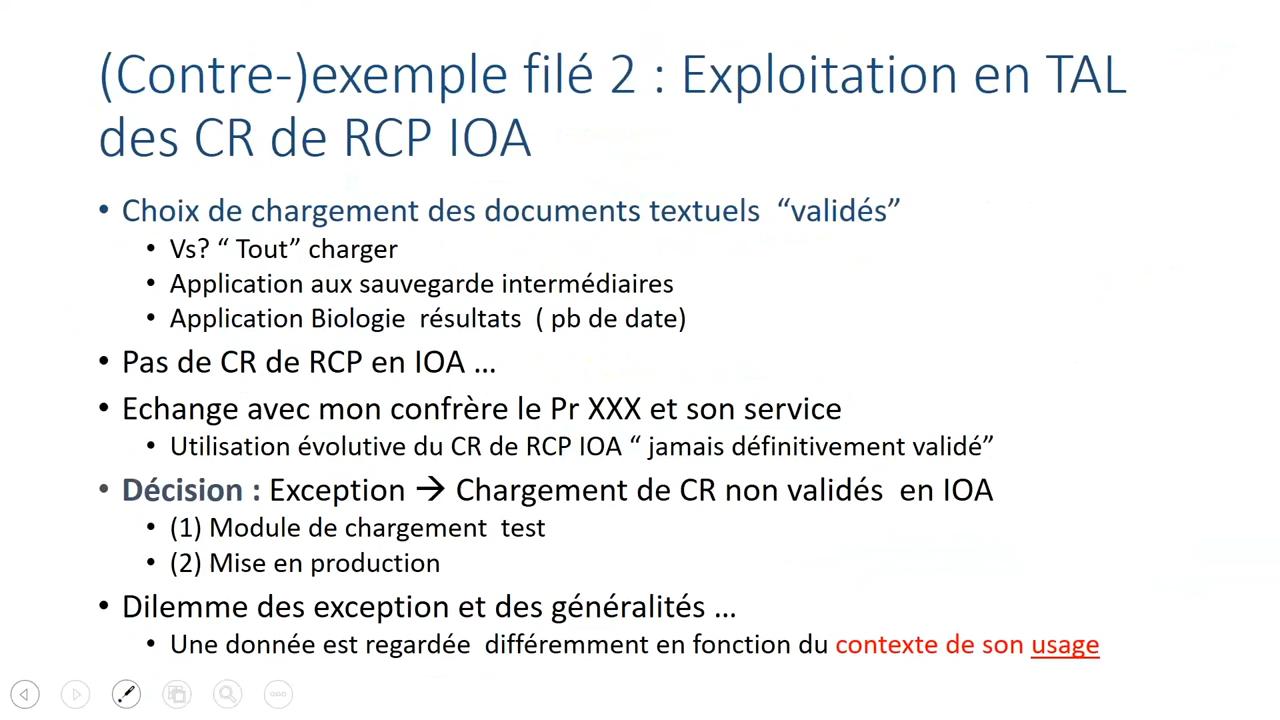 (Contre-)exemple filé 2 : Exploitation en TAL
des CR de RCP IOA
• Choix de chargement des documents textuels “validés”
• Vs? “ Tout” charger
• Application aux sauvegarde intermédiaires
• Application Biologie résultats ( pb de date)
• Pas de CR de RCP en IOA …
• Echange avec mon confrère le Pr XXX et son service
• Utilisation évolutive du CR de RCP IOA “ jamais définitivement validé”
• Décision : Exception → Chargement de CR non validés en IOA
• (1) Module de chargement test
• (2) Mise en production
• Dilemme des exception et des généralités …
• Une donnée est regardée différemment en fonction du contexte de son usage